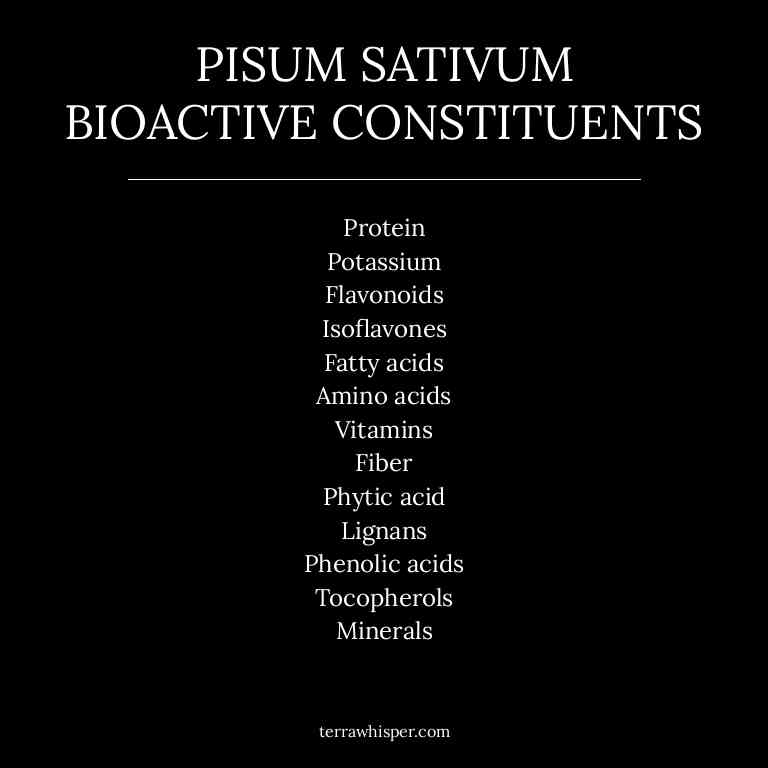 PISUM SATIVUM
BIOACTIVE CONSTITUENTS
Protein
Potassium
Flavonoids
Isoflavones
Fatty acids
Amino acids
Vitamins
Fiber
Phytic acid
Lignans
Phenolic acids
Tocopherols
Minerals
terrawhisper.com